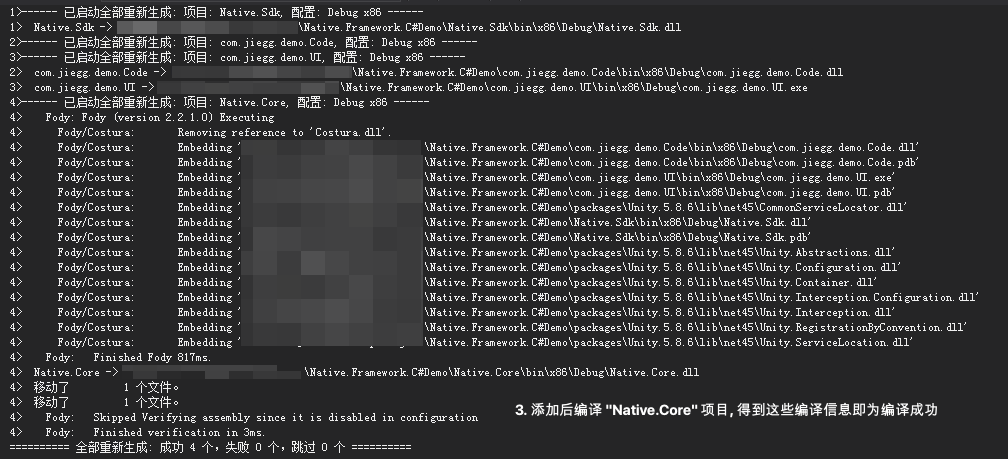 1>------ 已启动全部重新生成: 项目: Native.Sdk, 配置: Debug x86 ------
1>  Native.Sdk -> \Native.Framework.C#Demo\Native.Sdk\bin\x86\Debug\Native.Sdk.dll
2>------ 已启动全部重新生成: 项目: com.jiegg.demo.Code, 配置: Debug x86 ------
3>------ 已启动全部重新生成: 项目: com.jiegg.demo.UI, 配置: Debug x86 ------
2>  com.jiegg.demo.Code -> \Native.Framework.C#Demo\com.jiegg.demo.Code\bin\x86\Debug\com.jiegg.demo.Code.dll
3>  com.jiegg.demo.UI -> \Native.Framework.C#Demo\com.jiegg.demo.UI\bin\x86\Debug\com.jiegg.demo.UI.exe
4>------ 已启动全部重新生成: 项目: Native.Core, 配置: Debug x86 ------
4>    Fody: Fody (version 2.2.1.0) Executing
4>      Fody/Costura:       Removing reference to 'Costura.dll'.
4>      Fody/Costura:       Embedding ' \Native.Framework.C#Demo\com.jiegg.demo.Code\bin\x86\Debug\com.jiegg.demo.Code.dll'
4>      Fody/Costura:       Embedding ' \Native.Framework.C#Demo\com.jiegg.demo.Code\bin\x86\Debug\com.jiegg.demo.Code.pdb'
4>      Fody/Costura:       Embedding ' \Native.Framework.C#Demo\com.jiegg.demo.UI\bin\x86\Debug\com.jiegg.demo.UI.exe'
4>      Fody/Costura:       Embedding ' \Native.Framework.C#Demo\com.jiegg.demo.UI\bin\x86\Debug\com.jiegg.demo.UI.pdb'
4>      Fody/Costura:       Embedding ' \Native.Framework.C#Demo\packages\Unity.5.8.6\lib\net45\CommonServiceLocator.dll'
4>      Fody/Costura:       Embedding ' \Native.Framework.C#Demo\Native.Sdk\bin\x86\Debug\Native.Sdk.dll'
4>      Fody/Costura:       Embedding ' \Native.Framework.C#Demo\Native.Sdk\bin\x86\Debug\Native.Sdk.pdb'
4>      Fody/Costura:       Embedding ' \Native.Framework.C#Demo\packages\Unity.5.8.6\lib\net45\Unity.Abstractions.dll'
4>      Fody/Costura:       Embedding ' \Native.Framework.C#Demo\packages\Unity.5.8.6\lib\net45\Unity.Configuration.dll'
4>      Fody/Costura:       Embedding ' \Native.Framework.C#Demo\packages\Unity.5.8.6\lib\net45\Unity.Container.dll'
4>      Fody/Costura:       Embedding ' \Native.Framework.C#Demo\packages\Unity.5.8.6\lib\net45\Unity.Interception.Configuration.dll'
4>      Fody/Costura:       Embedding ' \Native.Framework.C#Demo\packages\Unity.5.8.6\lib\net45\Unity.Interception.dll'
4>      Fody/Costura:       Embedding ' \Native.Framework.C#Demo\packages\Unity.5.8.6\lib\net45\Unity.RegistrationByConvention.dll'
4>      Fody/Costura:       Embedding ' \Native.Framework.C#Demo\packages\Unity.5.8.6\lib\net45\Unity.ServiceLocation.dll'
4>    Fody:   Finished Fody 817ms.
4>  Native.Core -> \Native.Framework.C#Demo\Native.Core\bin\x86\Debug\Native.Core.dll
4>  移动了         1 个文件。
4>  移动了         1 个文件。
4>    Fody:   Skipped Verifying assembly since it is disabled in configuration
3. 添加后编译 "Native.Core" 项目, 得到这些编译信息即为编译成功
4>    Fody:   Finished verification in 3ms.
========== 全部重新生成: 成功 4 个，失败 0 个，跳过 0 个 ==========